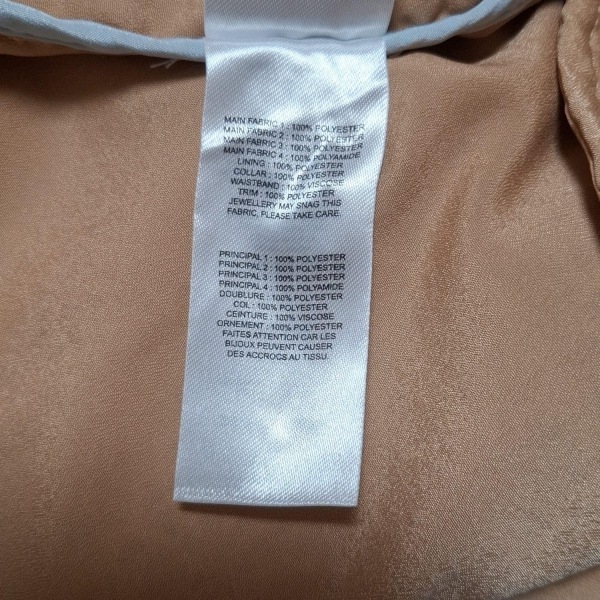 MAIN FABRIC 1 : 100% POLYESTER
MAIN FABRIC 2 : 100% POLYESTER
MAIN FABRIC 3 : 100% POLYESTER
MAIN FABRIC 4 : 100% POLYAMIDE
LINING : 100% POLYESTER
COLLAR : 100% POLYESTER
WAISTBAND : 100% VISCOSE
TRIM : 100% POLYESTER
JEWELLERY MAY SNAG THIS
FABRIC, PLEASE TAKE CARE.
PRINCIPAL 1 : 100% POLYESTER
PRINCIPAL 2 : 100% POLYESTER
PRINCIPAL 3 : 100% POLYESTER
PRINCIPAL 4 : 100% POLYAMIDE
DOUBLURE : 100% POLYESTER
COL : 100% POLYESTER
CEINTURE : 100% VISCOSE
ORNEMENT : 100% POLYESTER
FAITES ATTENTION CAR LES
BIJOUX PEUVENT CAUSER
DES ACCROCS AU TISSU.